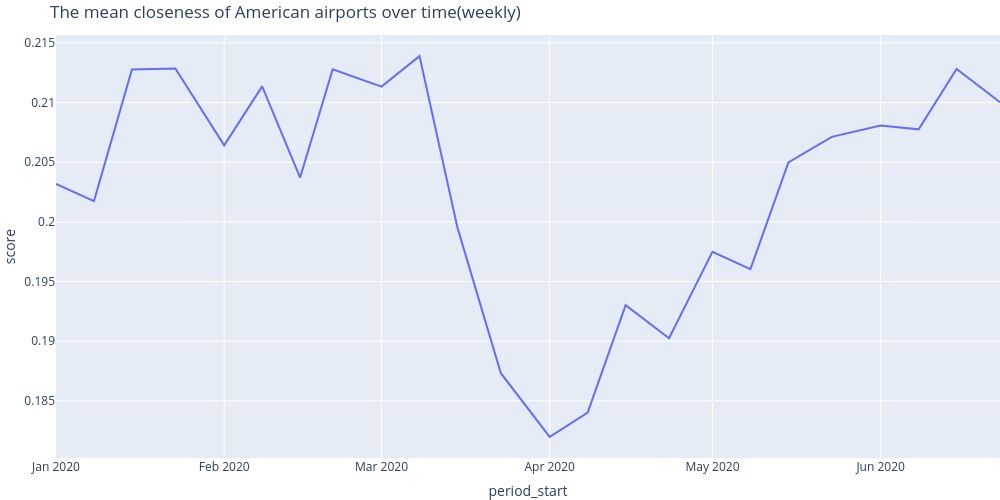 The mean closeness of American airports over time(weekly)
0.215
0.21
0.205
0.2
0.195
0.19
0.185
score
Jan 2020
Feb 2020
Mar 2020
Apr 2020
May 2020
Jun 2020
period_start